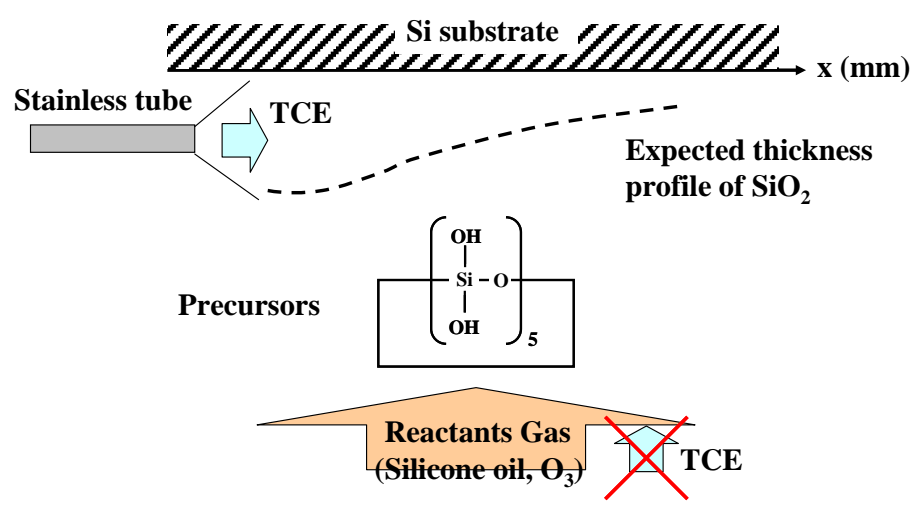 Si substrate
x (mm)
Stainless tube
TCE
Expected thickness
profile of SiO₂
OH
Si – O
OH
5
Precursors
Reactants Gas
(Silicone oil, O₃)
TCE